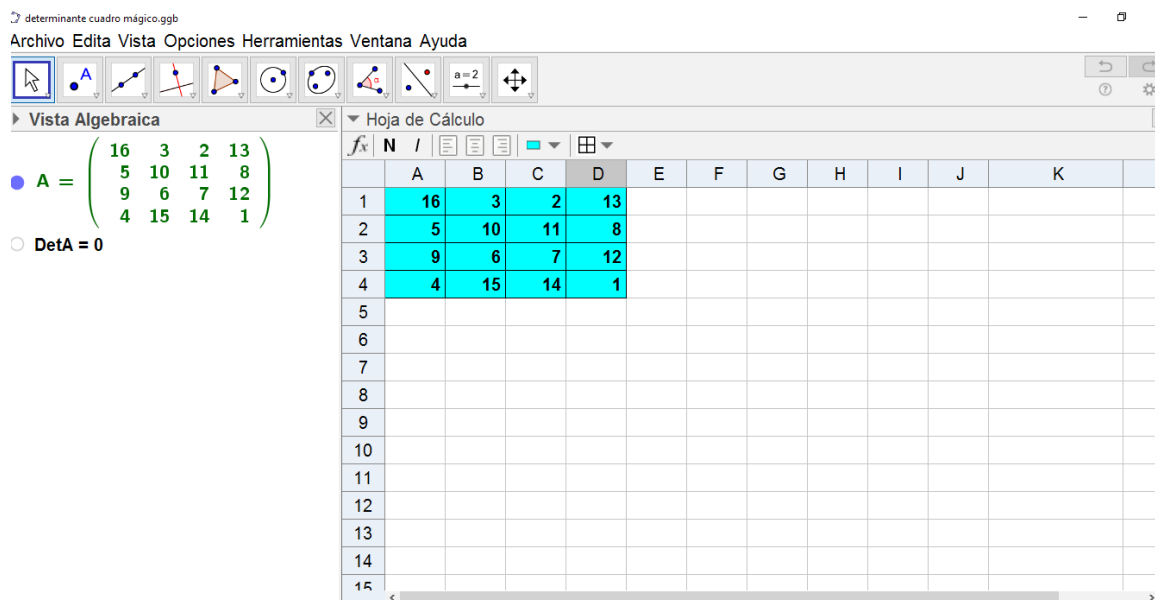 determinante cuadro mágico.ggb
Archivo Edita Vista Opciones Herramientas Ventana Ayuda
A α a=2
Vista Algebraica
Hoja de Cálculo
fx N I
A = 
16 3 2 13
5 10 11 8
9 6 7 12
4 15 14 1
DetA = 0
A B C D E F G H I J K
1 16 3 2 13
2 5 10 11 8
3 9 6 7 12
4 4 15 14 1
5
6
7
8
9
10
11
12
13
14
15